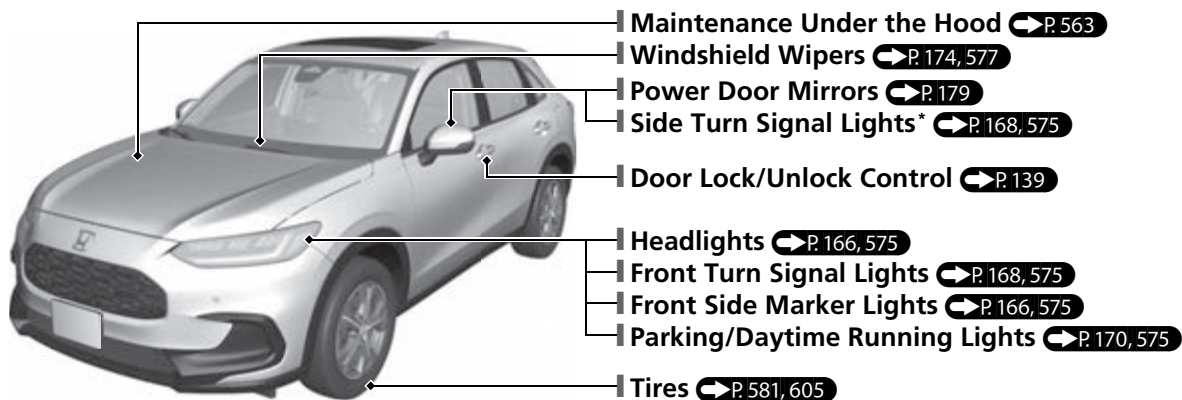 Maintenance Under the Hood P. 563
Windshield Wipers P. 174, 577
Power Door Mirrors P. 179
Side Turn Signal Lights* P. 168, 575
Door Lock/Unlock Control P. 139
Headlights P. 166, 575
Front Turn Signal Lights P. 168, 575
Front Side Marker Lights P. 166, 575
Parking/Daytime Running Lights P. 170, 575
Tires P. 581, 605